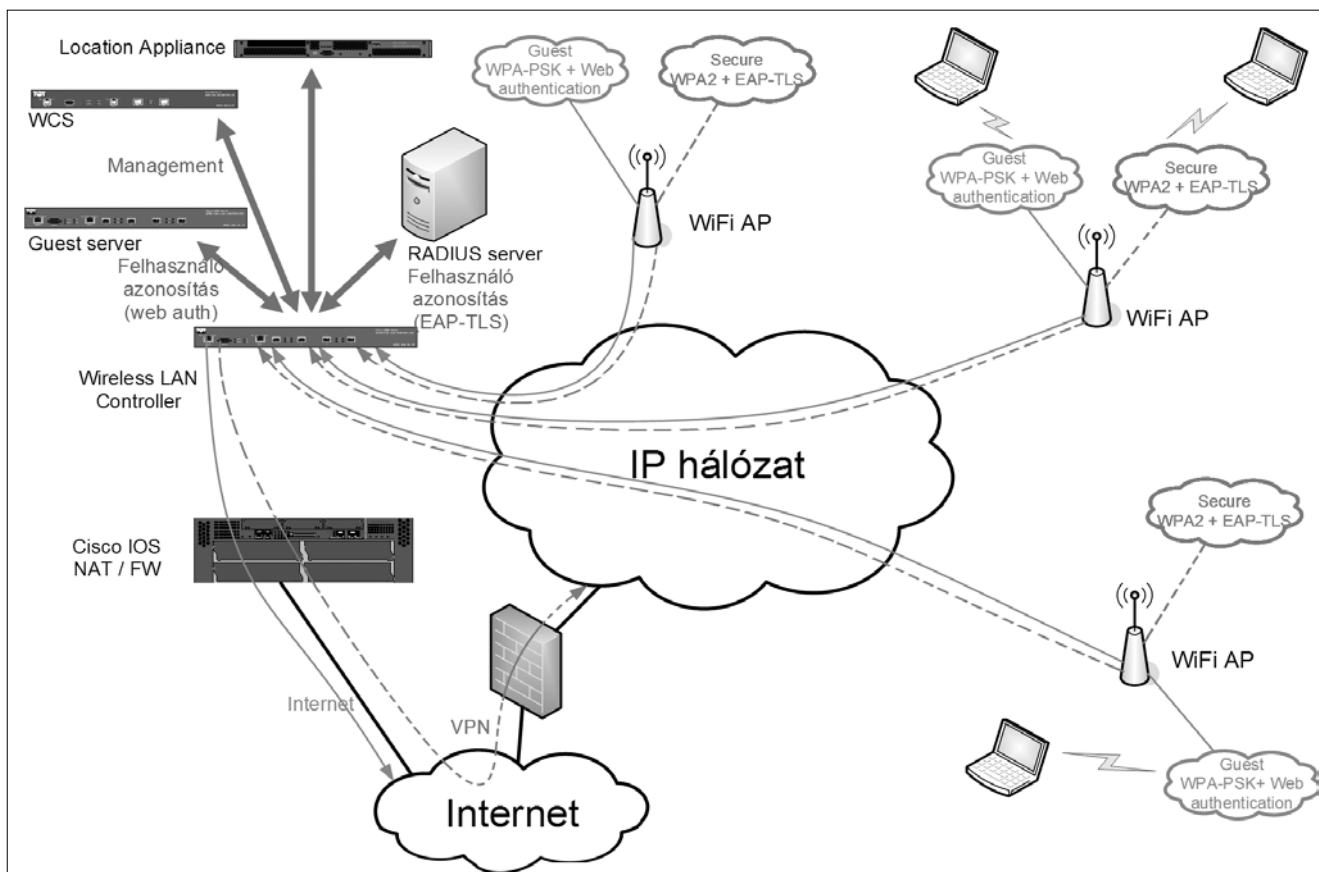 Location Appliance
WCS
Management
Guest server
Felhasználó
azonosítás
(web auth)
RADIUS server
Felhasználó
azonosítás
(EAP-TLS)
Wireless LAN
Controller
Guest
WPA-PSK + Web
authentication
Secure
WPA2 + EAP-TLS
WiFi AP
Guest
WPA-PSK + Web
authentication
Secure
WPA2 + EAP-TLS
WiFi AP
IP hálózat
Cisco IOS
NAT / FW
Internet
VPN
Internet
Secure
WPA2 + EAP-TLS
WiFi AP
Guest
WPA-PSK+ Web
authentication